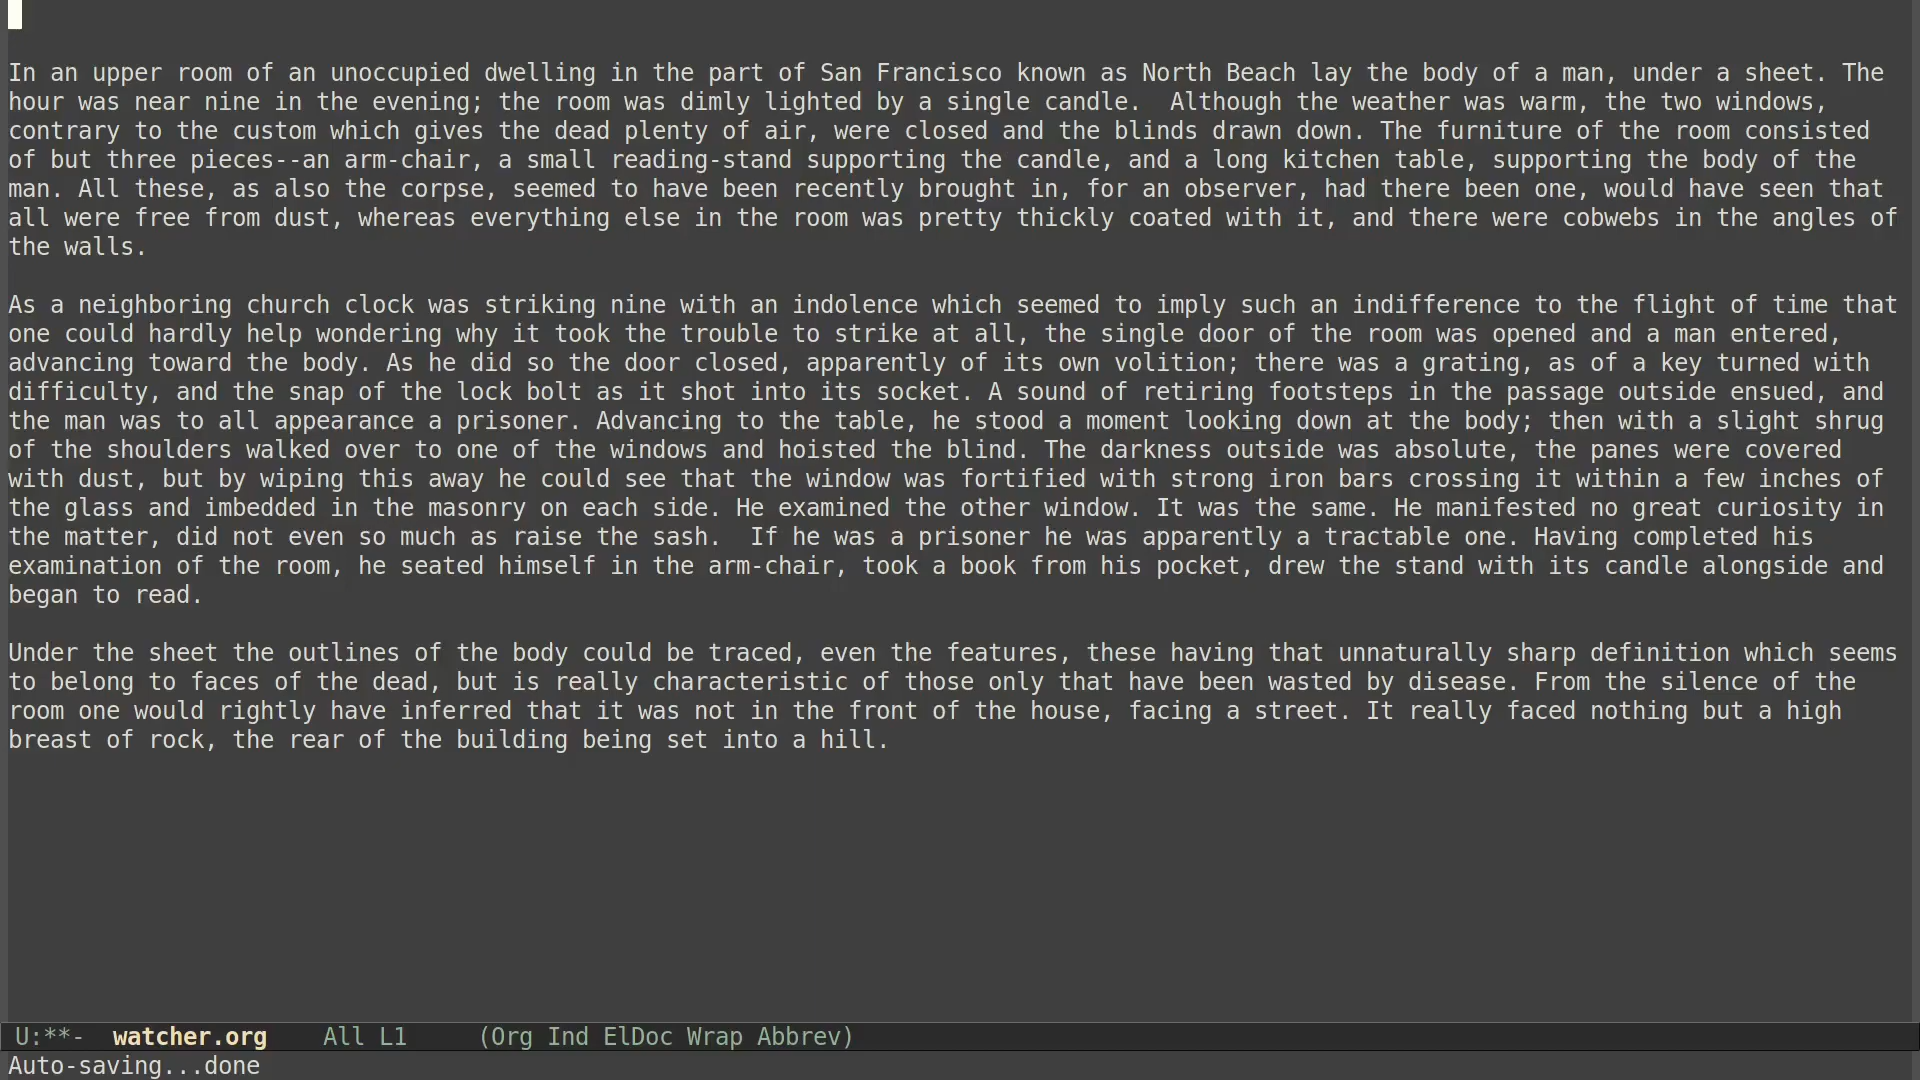 In an upper room of an unoccupied dwelling in the part of San Francisco known as North Beach lay the body of a man, under a sheet. The
hour was near nine in the evening; the room was dimly lighted by a single candle.  Although the weather was warm, the two windows,
contrary to the custom which gives the dead plenty of air, were closed and the blinds drawn down. The furniture of the room consisted
of but three pieces--an arm-chair, a small reading-stand supporting the candle, and a long kitchen table, supporting the body of the
man. All these, as also the corpse, seemed to have been recently brought in, for an observer, had there been one, would have seen that
all were free from dust, whereas everything else in the room was pretty thickly coated with it, and there were cobwebs in the angles of
the walls.
As a neighboring church clock was striking nine with an indolence which seemed to imply such an indifference to the flight of time that
one could hardly help wondering why it took the trouble to strike at all, the single door of the room was opened and a man entered,
advancing toward the body. As he did so the door closed, apparently of its own volition; there was a grating, as of a key turned with
difficulty, and the snap of the lock bolt as it shot into its socket. A sound of retiring footsteps in the passage outside ensued, and
the man was to all appearance a prisoner. Advancing to the table, he stood a moment looking down at the body; then with a slight shrug
of the shoulders walked over to one of the windows and hoisted the blind. The darkness outside was absolute, the panes were covered
with dust, but by wiping this away he could see that the window was fortified with strong iron bars crossing it within a few inches of
the glass and imbedded in the masonry on each side. He examined the other window. It was the same. He manifested no great curiosity in
the matter, did not even so much as raise the sash.  If he was a prisoner he was apparently a tractable one. Having completed his
examination of the room, he seated himself in the arm-chair, took a book from his pocket, drew the stand with its candle alongside and
began to read.
Under the sheet the outlines of the body could be traced, even the features, these having that unnaturally sharp definition which seems
to belong to faces of the dead, but is really characteristic of those only that have been wasted by disease. From the silence of the
room one would rightly have inferred that it was not in the front of the house, facing a street. It really faced nothing but a high
breast of rock, the rear of the building being set into a hill.
U:**-  watcher.org    All L1     (Org Ind ElDoc Wrap Abbrev)
Auto-saving...done